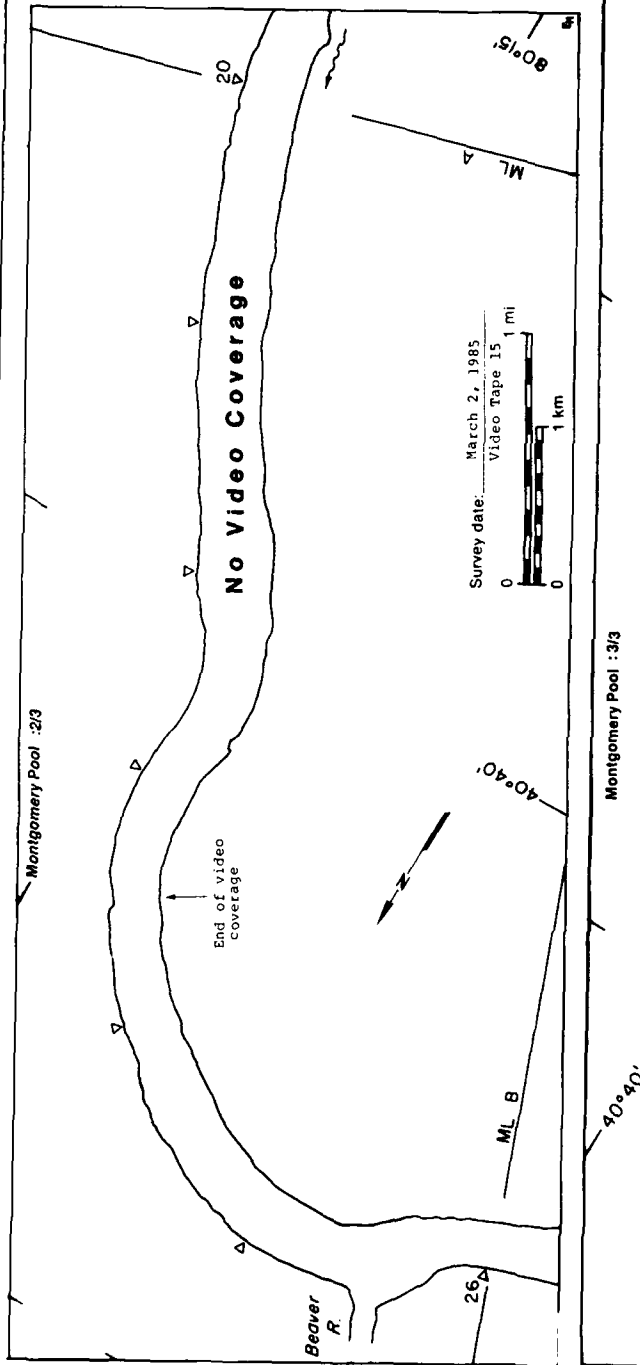 Montgomery Pool :2/3
20
80°15'
ML A
No Video Coverage
Survey date: March 2, 1985
Video Tape 15
0 1 mi
0 1 km
End of video
coverage
N
40°40'
ML B
Beaver
R.
26
Montgomery Pool : 3/3
40°40'